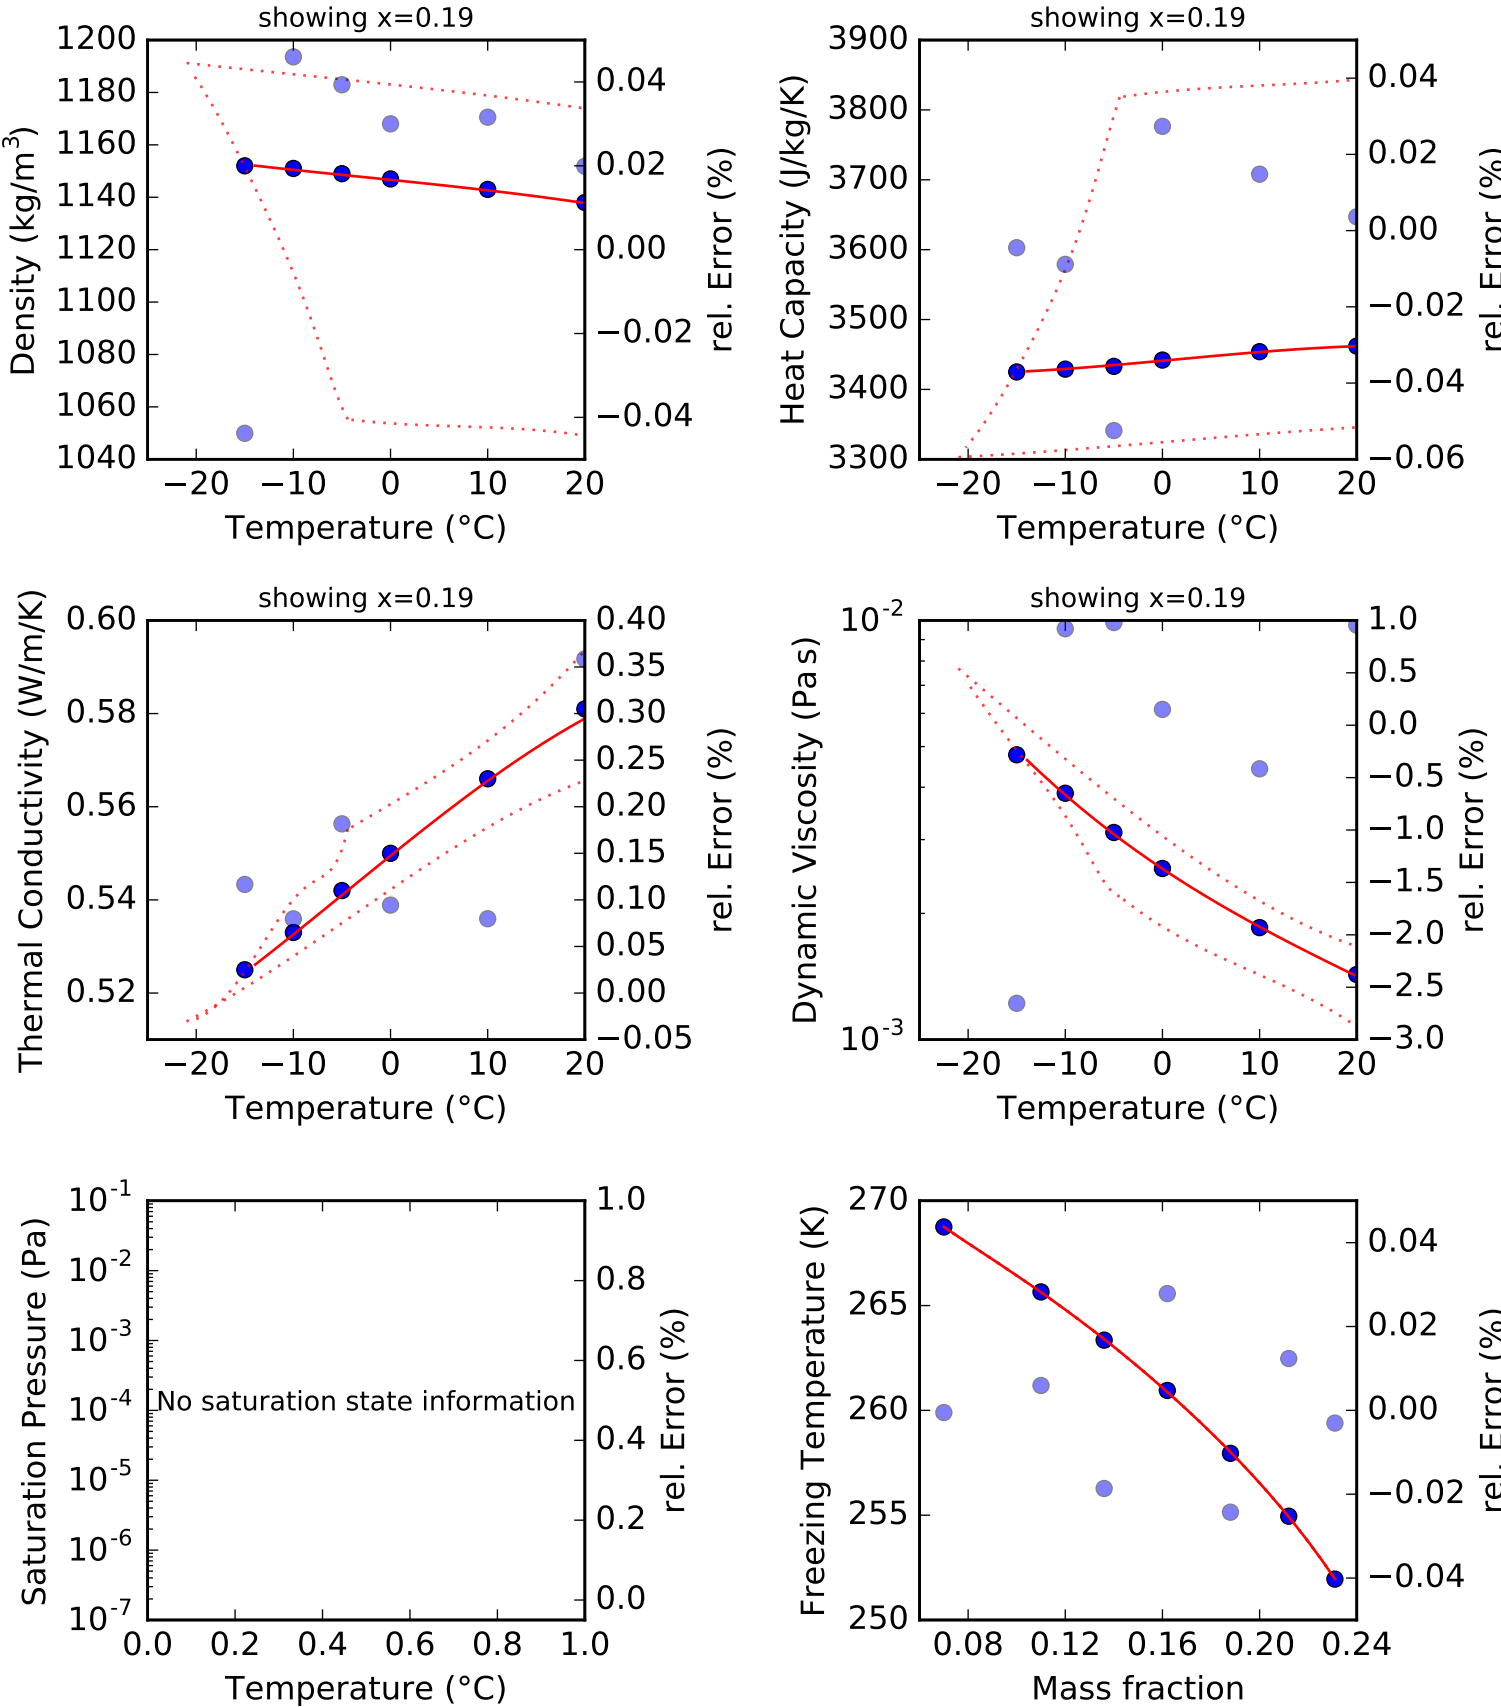 showing x=0.19
1200
1180
1160
1140
1120
1100
1080
1060
1040
Density (kg/m³)
0.04
0.02
0.00
−0.02
−0.04
rel. Error (%)
−20 −10 0 10 20
Temperature (°C)
showing x=0.19
3900
3800
3700
3600
3500
3400
3300
Heat Capacity (J/kg/K)
0.04
0.02
0.00
−0.02
−0.04
−0.06
rel. Error (%)
−20 −10 0 10 20
Temperature (°C)
showing x=0.19
0.60
0.58
0.56
0.54
0.52
Thermal Conductivity (W/m/K)
0.40
0.35
0.30
0.25
0.20
0.15
0.10
0.05
0.00
−0.05
rel. Error (%)
−20 −10 0 10 20
Temperature (°C)
showing x=0.19
10⁻²
10⁻³
Dynamic Viscosity (Pa s)
1.0
0.5
0.0
−0.5
−1.0
−1.5
−2.0
−2.5
−3.0
rel. Error (%)
−20 −10 0 10 20
Temperature (°C)
10⁻¹
10⁻²
10⁻³
10⁻⁴
10⁻⁵
10⁻⁶
10⁻⁷
Saturation Pressure (Pa)
No saturation state information
1.0
0.8
0.6
0.4
0.2
0.0
rel. Error (%)
0.0 0.2 0.4 0.6 0.8 1.0
Temperature (°C)
270
265
260
255
250
Freezing Temperature (K)
0.04
0.02
0.00
−0.02
−0.04
rel. Error (%)
0.08 0.12 0.16 0.20 0.24
Mass fraction